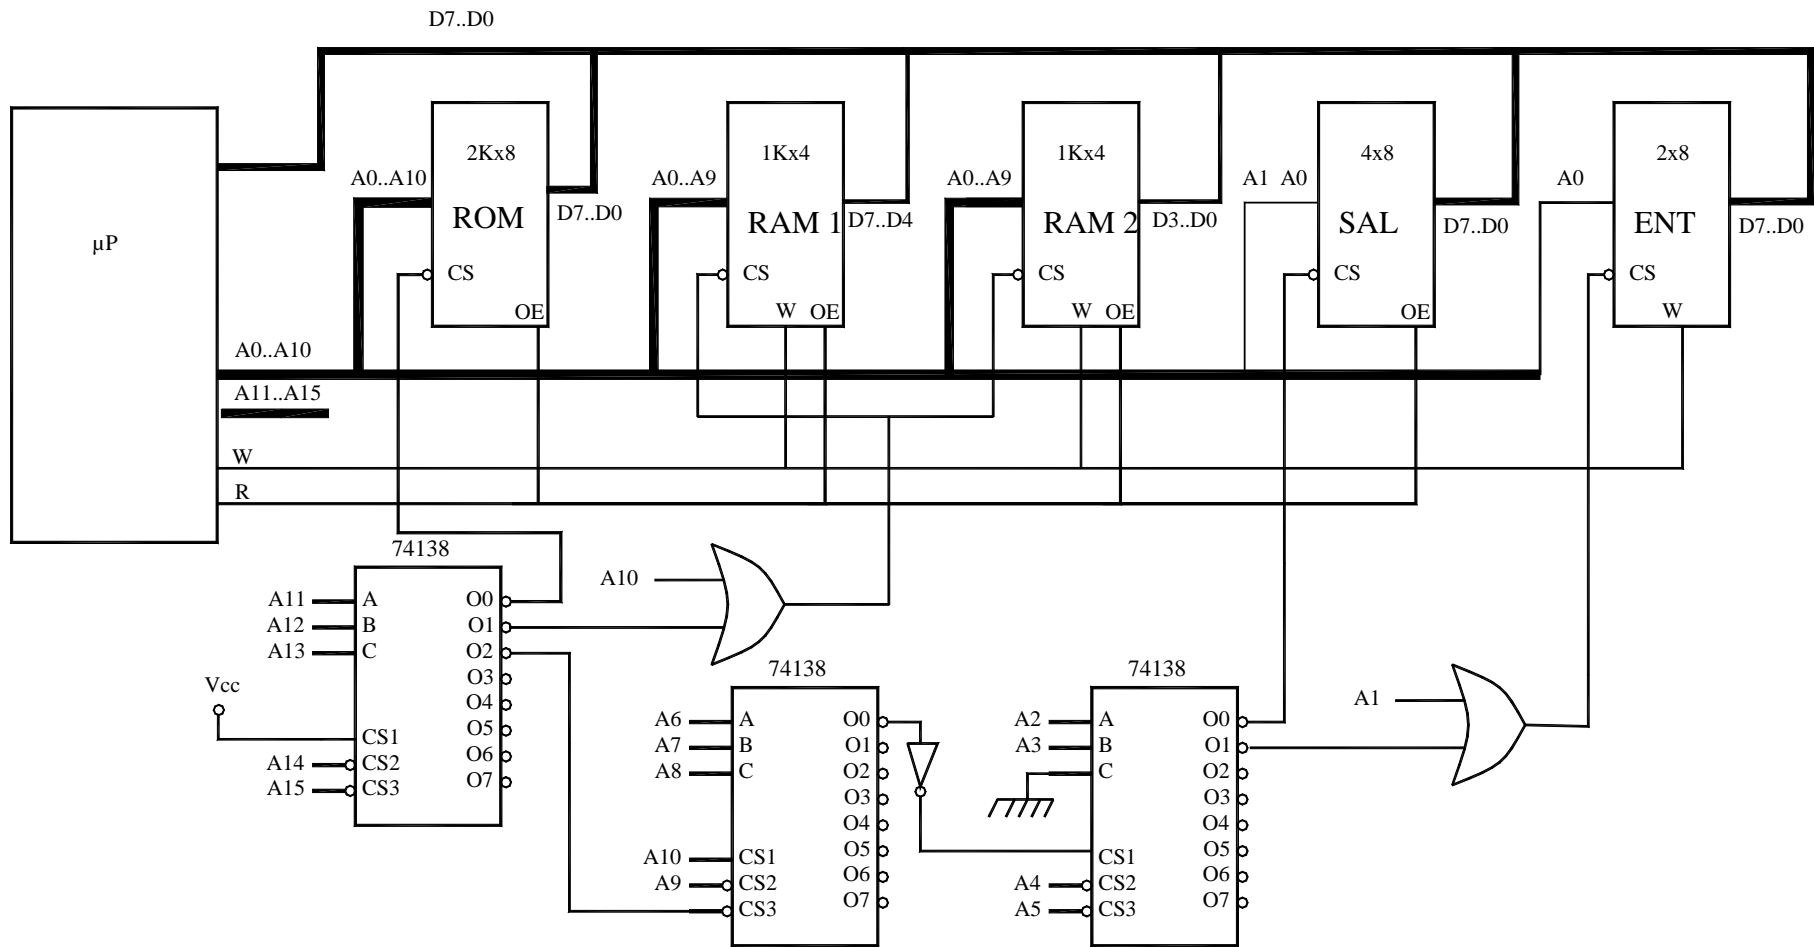 D7..D0
µP
2Kx8
A0..A10
ROM
D7..D0
CS
OE
1Kx4
A0..A9
RAM 1
D7..D4
CS
W OE
1Kx4
A0..A9
RAM 2
D3..D0
CS
W OE
4x8
A1 A0
SAL
D7..D0
CS
OE
2x8
A0
ENT
D7..D0
CS
W
A0..A10
A11..A15
W
R
74138
A11 A O0
A12 B O1
A13 C O2
O3
Vcc
O4
O5
CS1 O6
A14 CS2 O7
A15 CS3
A10
74138
A6 A O0
A7 B O1
A8 C O2
O3
O4
O5
A10 CS1 O6
A9 CS2 O7
CS3
74138
A2 A O0
A3 B O1
C O2
O3
O4
O5
CS1 O6
A4 CS2 O7
A5 CS3
A1